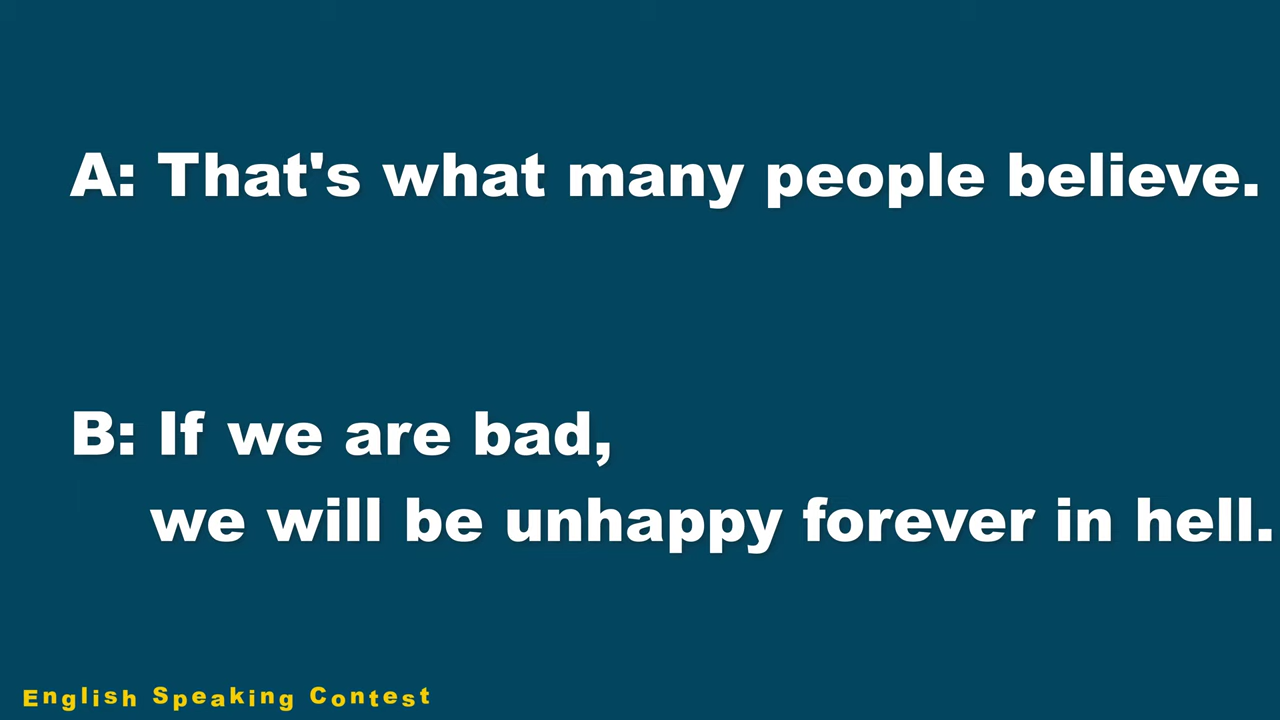 A: That's what many people believe.
B: If we are bad,
we will be unhappy forever in hell.
English Speaking Contest